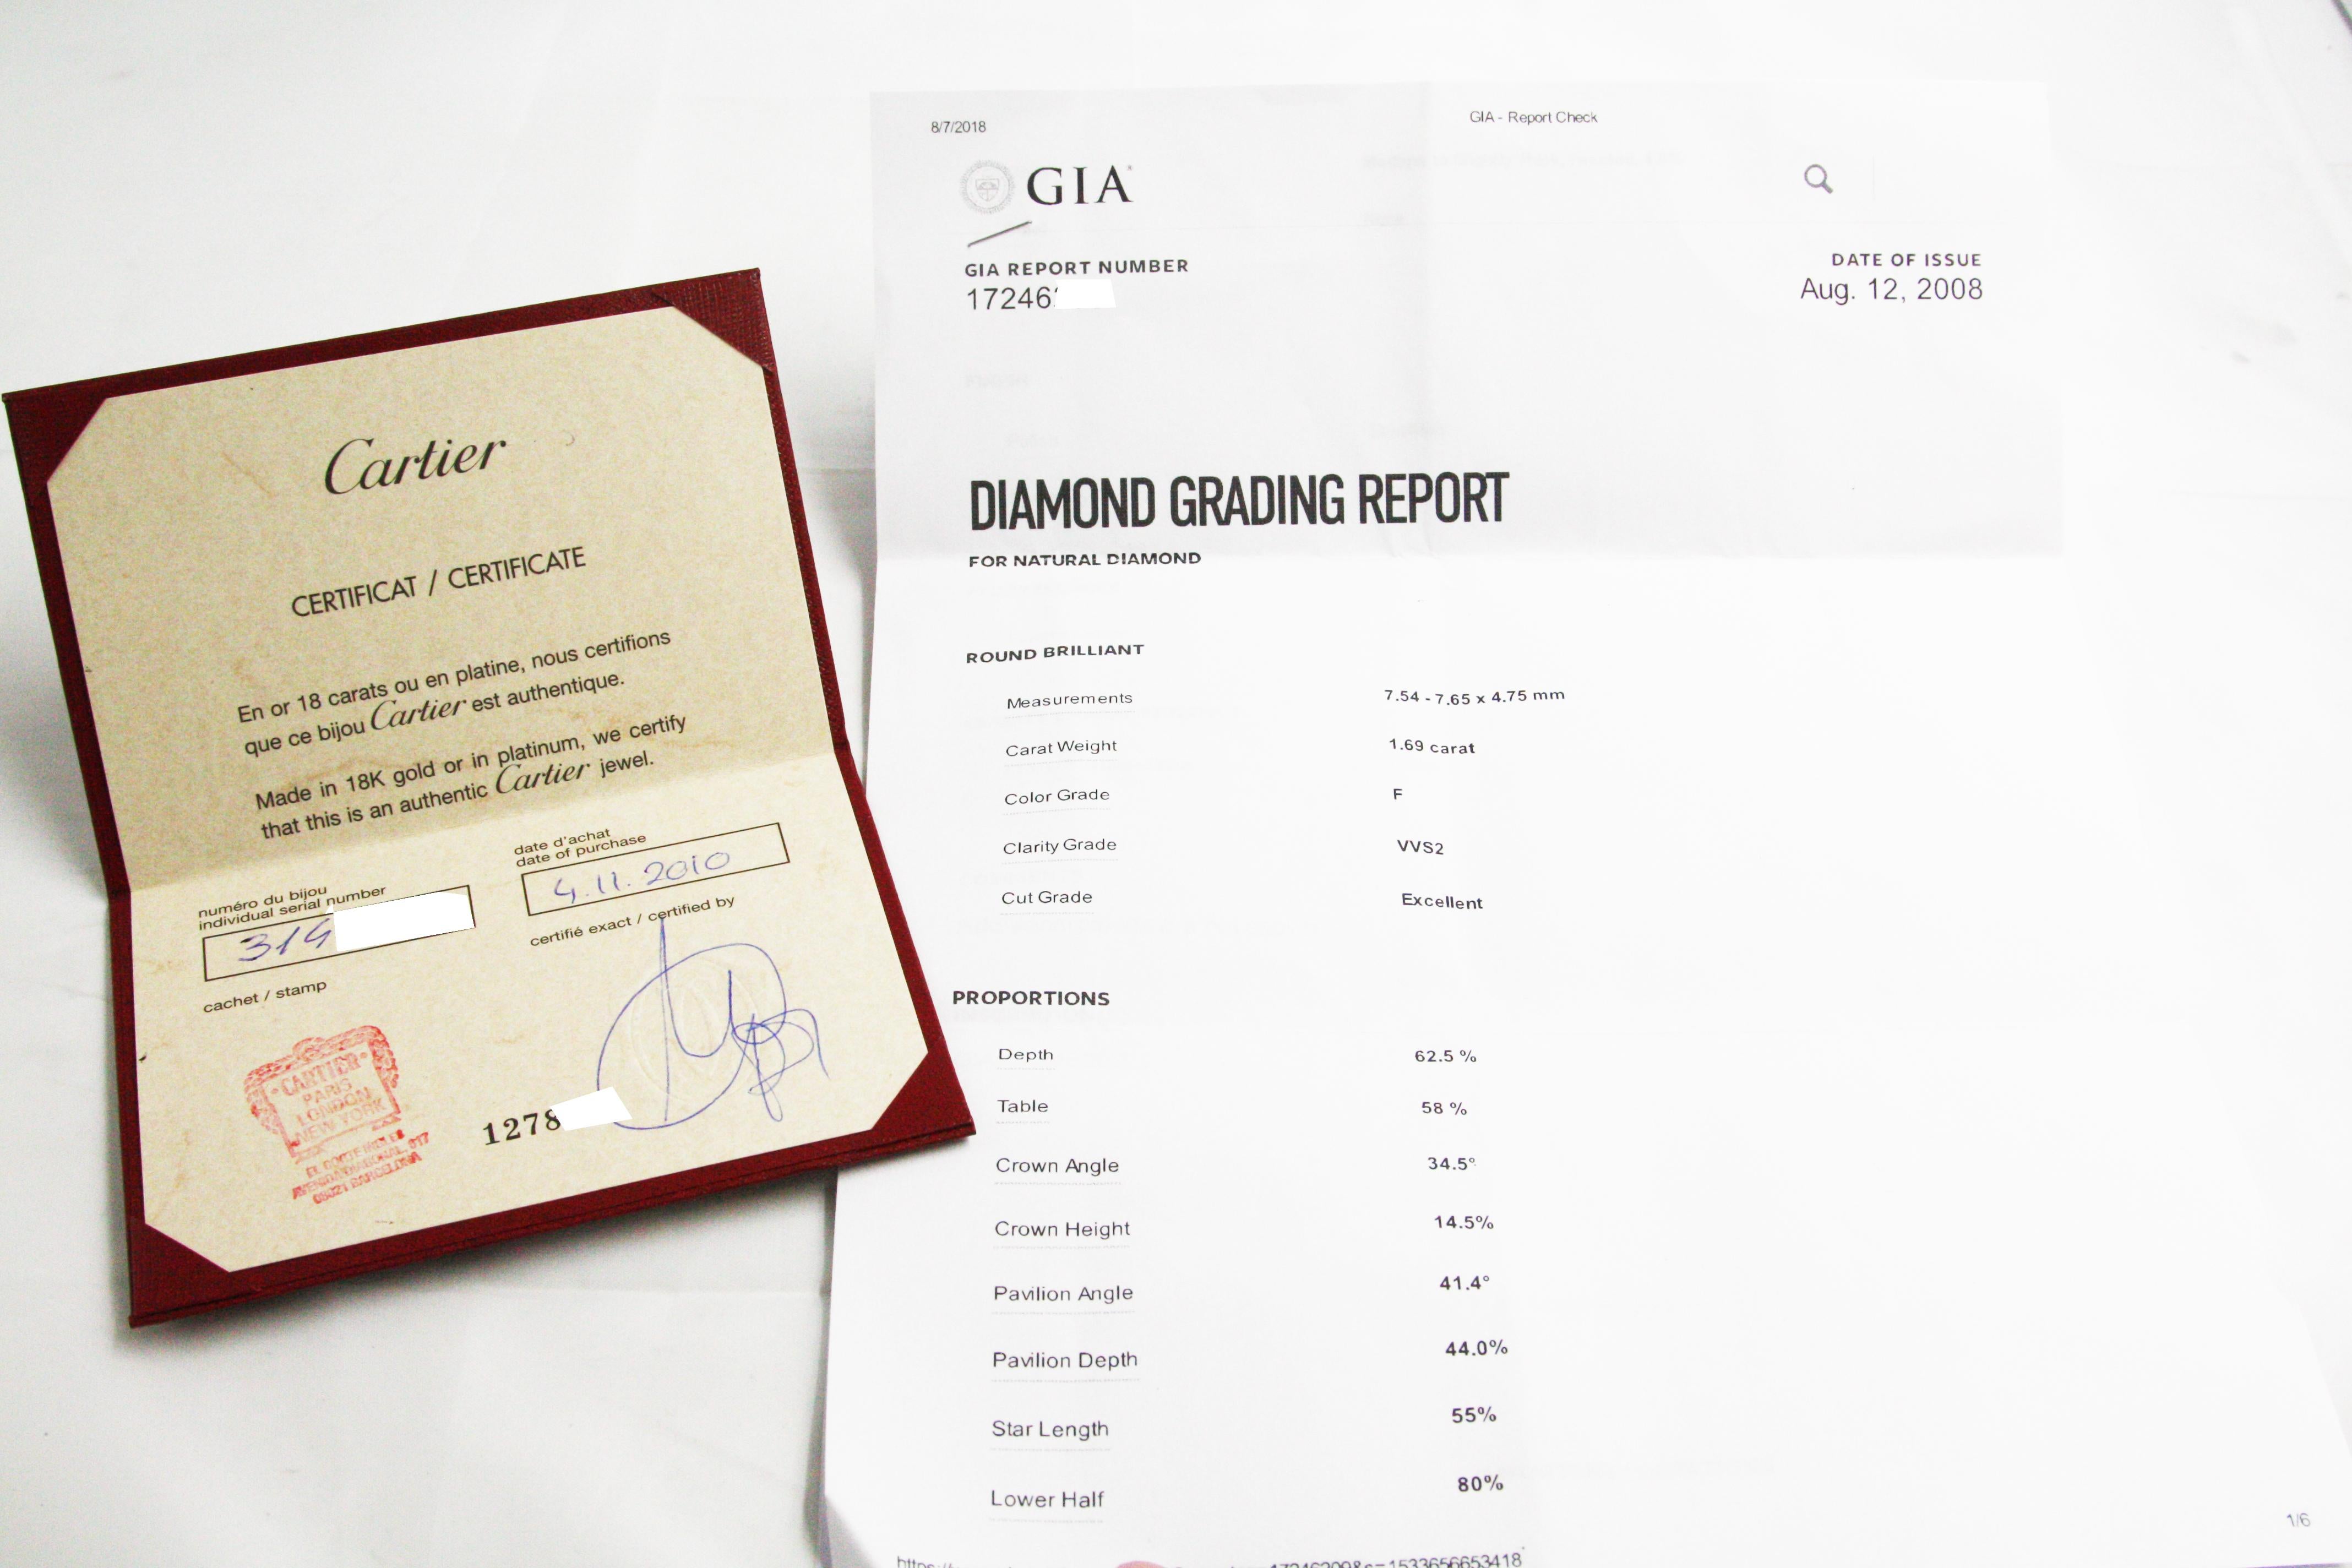 Cartier
CERTIFICAT / CERTIFICATE
En or 18 carats ou en platine, nous certifions
que ce bijou Cartier est authentique.
Made in 18K gold or in platinum, we certify
that this is an authentic Cartier jewel.
numéro du bijou
individual serial number
314
date d'achat
date of purchase
4.11.2010
certifié exact / certified by
cachet / stamp
CARTIER
PARIS
LONDON
NEW YORK
EL CORTE INGLES
AVENIDA DIAGONAL, 617
BARCELONA
1278
8/7/2018
GIA - Report Check
GIA
GIA REPORT NUMBER
17246
DATE OF ISSUE
Aug. 12, 2008
DIAMOND GRADING REPORT
FOR NATURAL DIAMOND
ROUND BRILLIANT
Measurements 7.54 - 7.65 x 4.75 mm
Carat Weight 1.69 carat
Color Grade F
Clarity Grade VVS2
Cut Grade Excellent
PROPORTIONS
Depth 62.5 %
Table 58 %
Crown Angle 34.5°
Crown Height 14.5%
Pavilion Angle 41.4°
Pavilion Depth 44.0%
Star Length 55%
Lower Half 80%
1/6